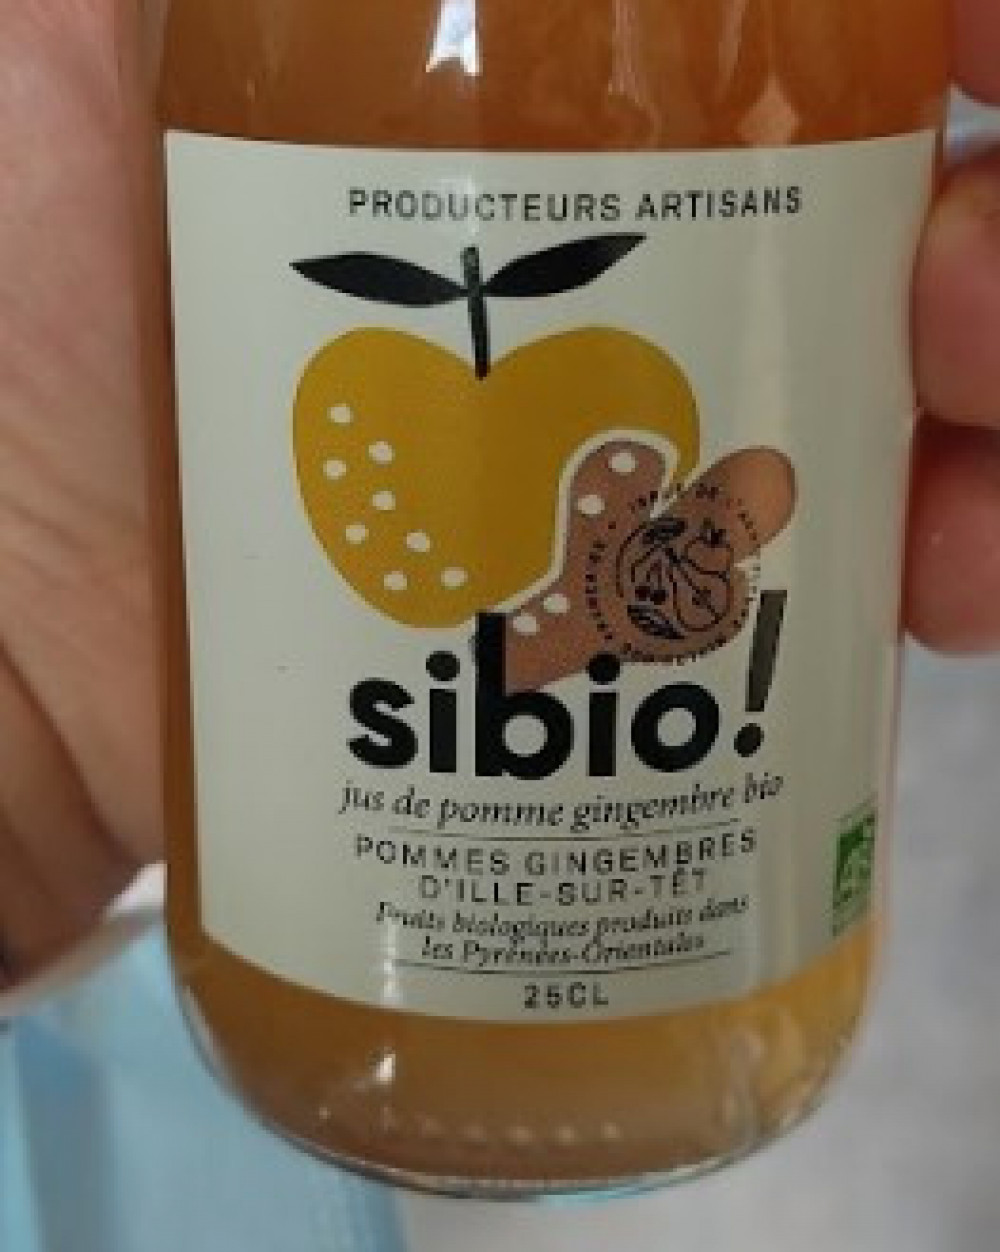 PRODUCTEURS ARTISANS
sibio!
jus de pomme gingembre bio
POMMES GINGEMBRES
D'ILLE-SUR-TÊT
Fruits biologiques produits dans
les Pyrénées-Orientales
25CL